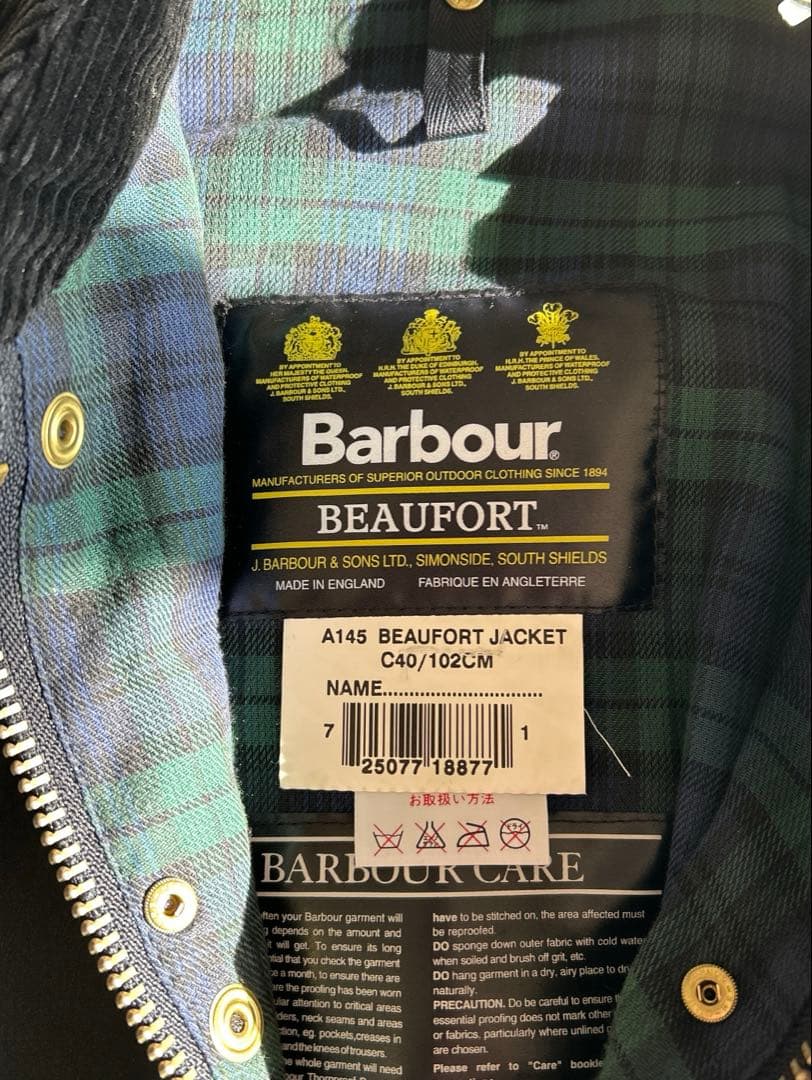 BY APPOINTMENT TO
HER MAJESTY THE QUEEN,
MANUFACTURERS OF WATERPROOF
AND PROTECTIVE CLOTHING
J. BARBOUR & SONS LTD.,
SOUTH SHIELDS.
BY APPOINTMENT TO
H.R.H. THE DUKE OF EDINBURGH,
MANUFACTURERS OF WATERPROOF
AND PROTECTIVE CLOTHING
J. BARBOUR & SONS LTD.,
SOUTH SHIELDS.
BY APPOINTMENT TO
H.R.H. THE PRINCE OF WALES,
MANUFACTURERS OF WATERPROOF
AND PROTECTIVE CLOTHING
J. BARBOUR & SONS LTD.
SOUTH SHIELDS.
Barbour®
MANUFACTURERS OF SUPERIOR OUTDOOR CLOTHING SINCE 1894
BEAUFORT™
J. BARBOUR & SONS LTD., SIMONSIDE, SOUTH SHIELDS
MADE IN ENGLAND FABRIQUE EN ANGLETERRE
A145 BEAUFORT JACKET
C40/102CM
NAME..............................
7 25077 18877 1
お取扱い方法
ドライ
BARBOUR CARE
ften your Barbour garment will
depends on the amount and
it will get. To ensure its long
tial that you check the garment
ce a month, to ensure there are
re the proofing has been worn
ular attention to critical areas
ders, neck seams and areas
ction, eg. pockets, creases in
and the knees of trousers.
whole garment will need
your Thornproof
have to be stitched on, the area affected must
be reproofed.
DO sponge down outer fabric with cold water
when soiled and brush off grit, etc.
DO hang garment in a dry, airy place to dry
naturally.
PRECAUTION. Do be careful to ensure
essential proofing does not mark other
or fabrics, particularly where unlined
are chosen.
Please refer to "Care" bookle